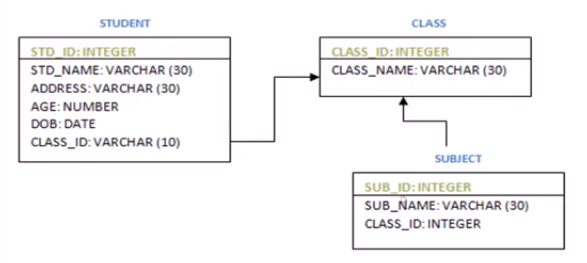 STUDENT
STD_ID: INTEGER
STD_NAME: VARCHAR (30)
ADDRESS: VARCHAR (30)
AGE: NUMBER
DOB: DATE
CLASS_ID: VARCHAR (10)
CLASS
CLASS_ID: INTEGER
CLASS_NAME: VARCHAR (30)
SUBJECT
SUB_ID: INTEGER
SUB_NAME: VARCHAR (30)
CLASS_ID: INTEGER